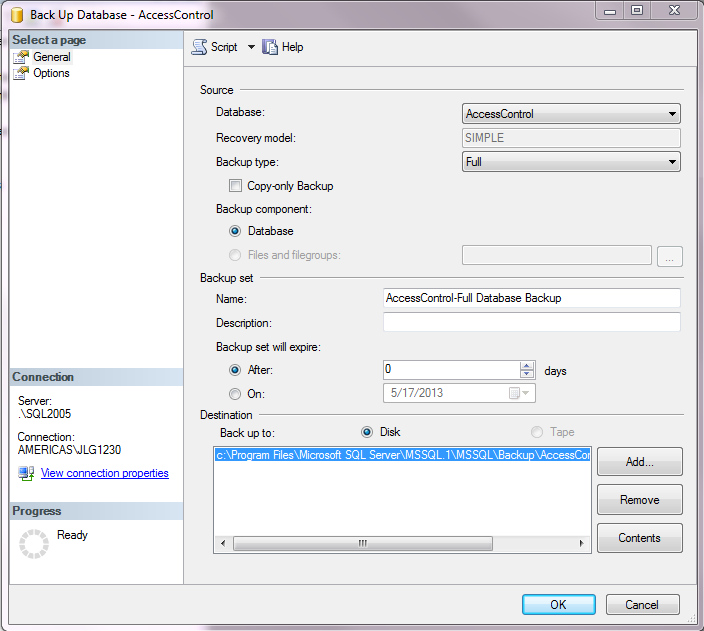 Back Up Database - AccessControl
Select a page
General
Options
Script
Help
Source
Database:
AccessControl
Recovery model:
SIMPLE
Backup type:
Full
Copy-only Backup
Backup component:
Database
Files and filegroups:
...
Backup set
Name:
AccessControl-Full Database Backup
Description:
Backup set will expire:
After:
0
days
On:
5/17/2013
Destination
Back up to:
Disk
Tape
c:\Program Files\Microsoft SQL Server\MSSQL.1\MSSQL\Backup\AccessCor
Add...
Remove
Contents
Connection
Server:
.\SQL2005
Connection:
AMERICAS\JLG1230
View connection properties
Progress
Ready
OK
Cancel